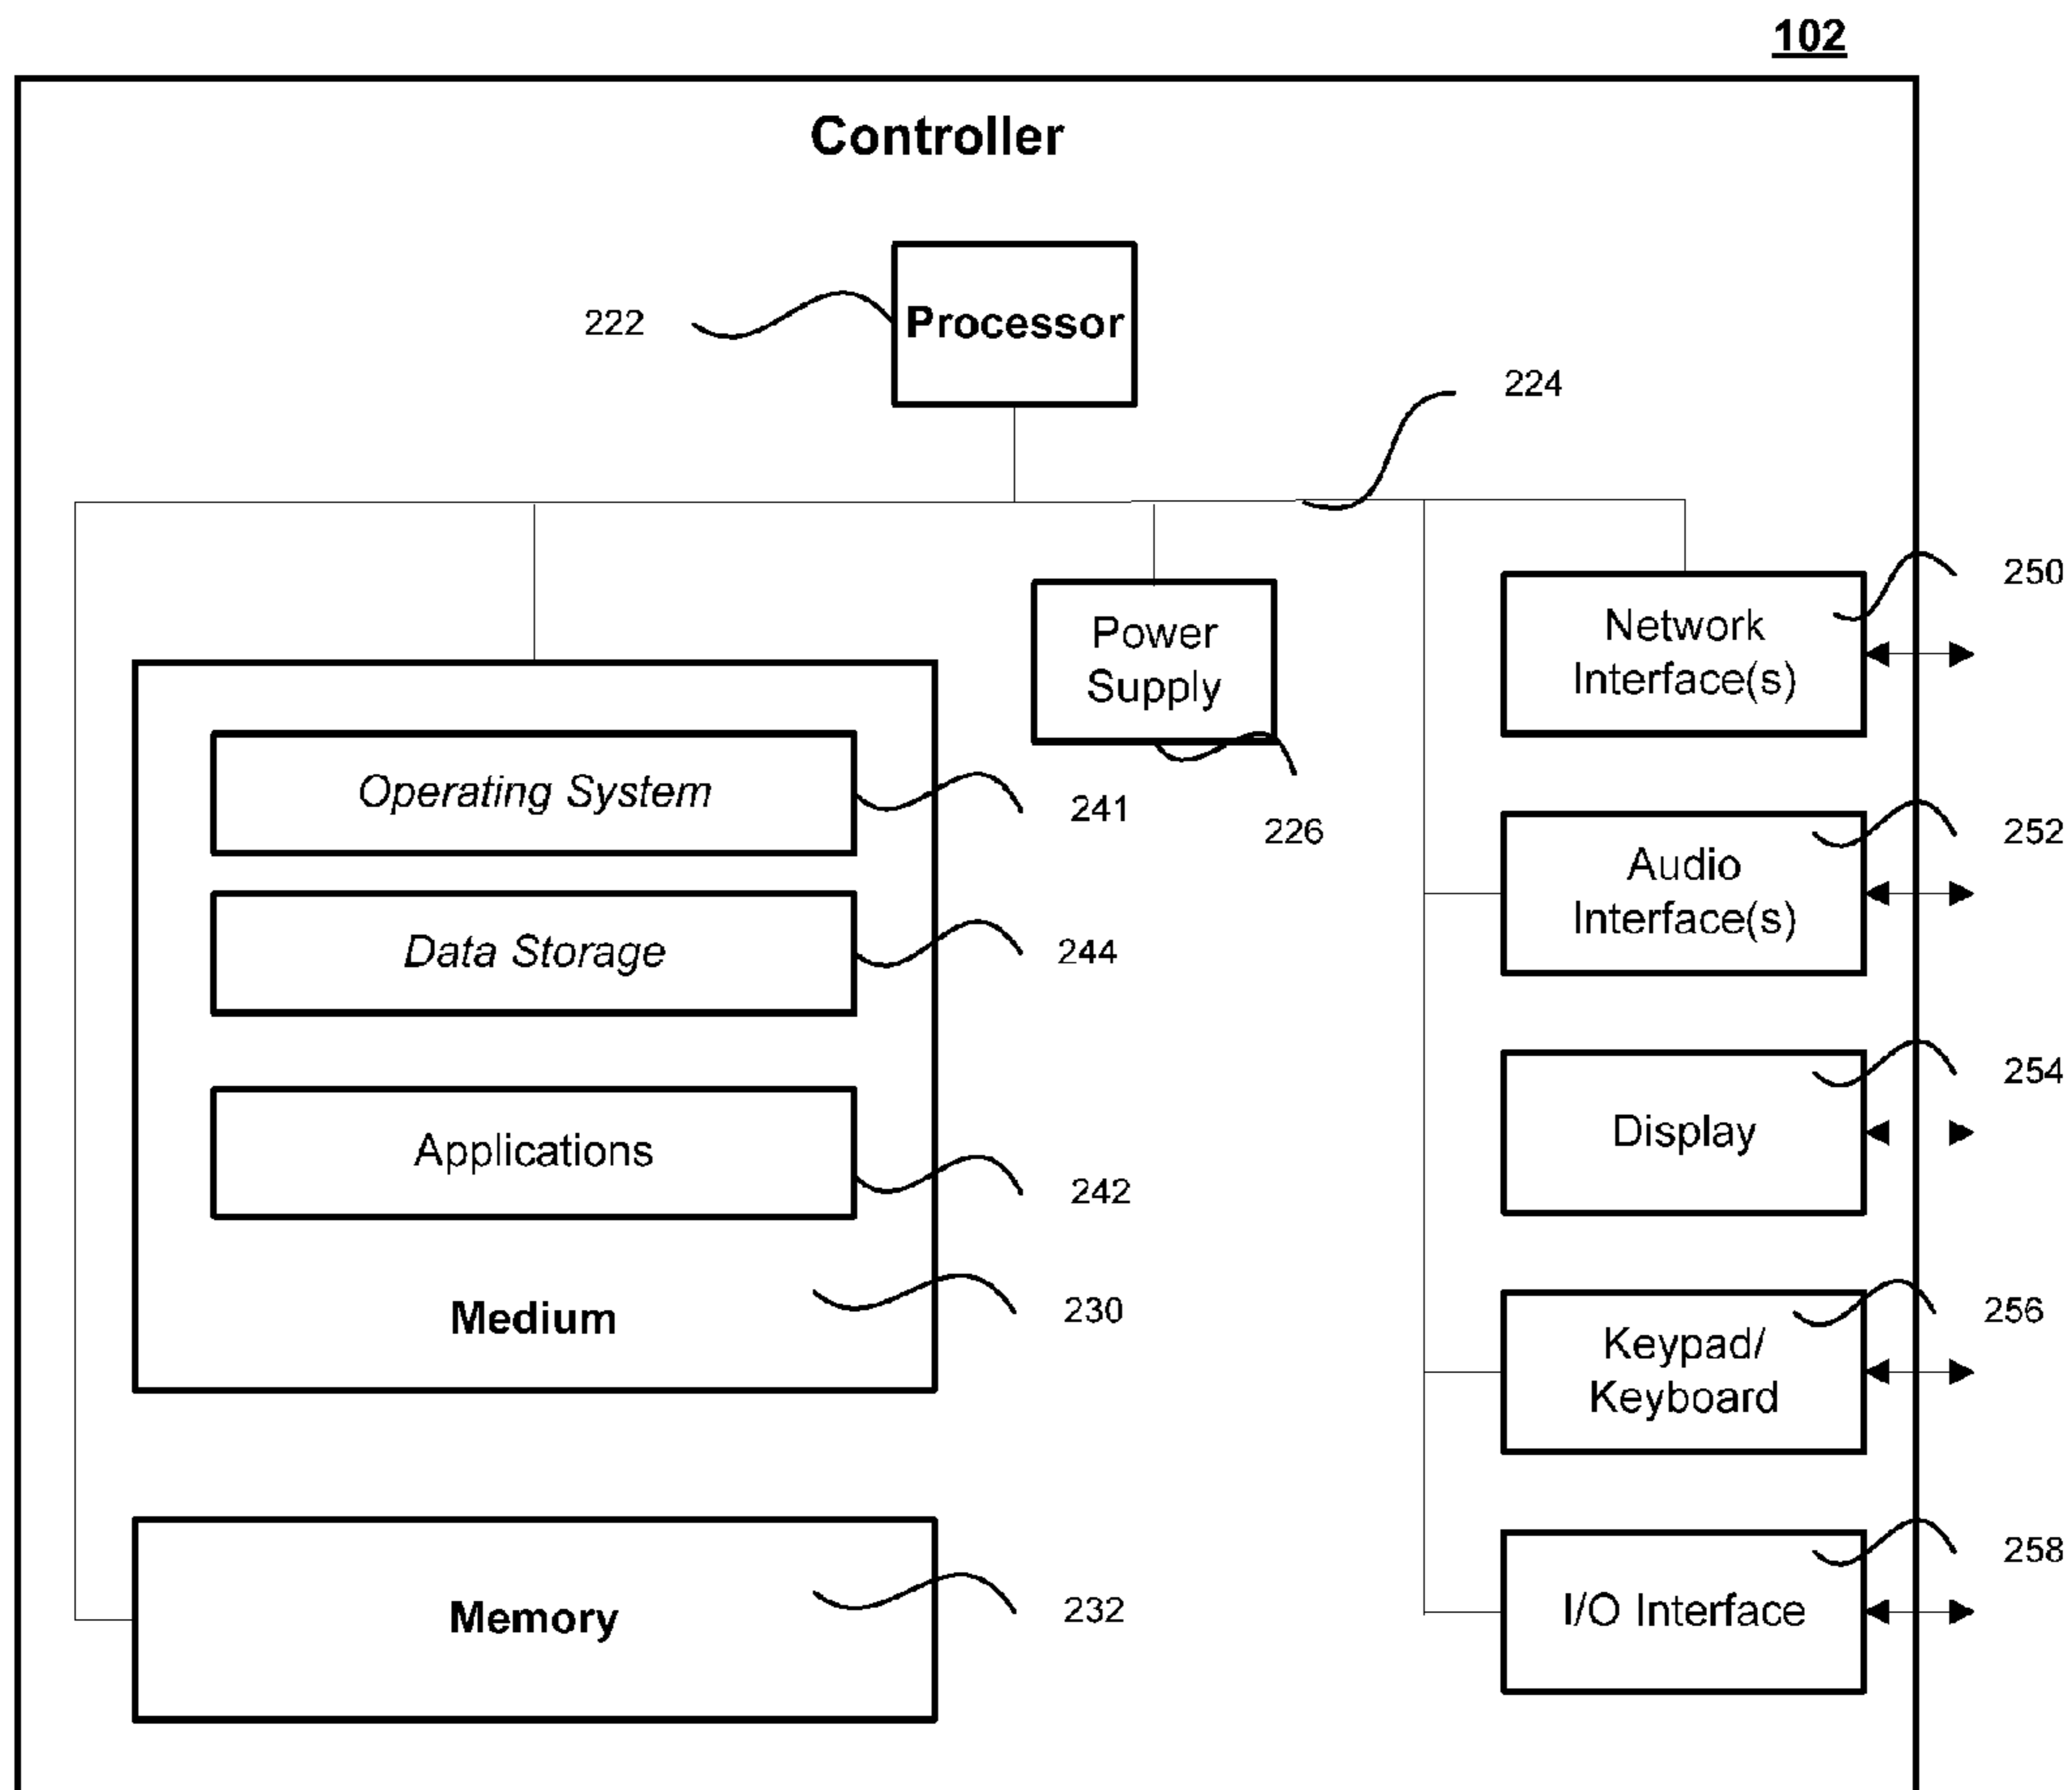 102
Controller
222
Processor
224
Power
Supply
226
Network
Interface(s)
250
Operating System
241
Audio
Interface(s)
252
Data Storage
244
Display
254
Applications
242
Medium
230
Keypad/
Keyboard
256
Memory
232
I/O Interface
258